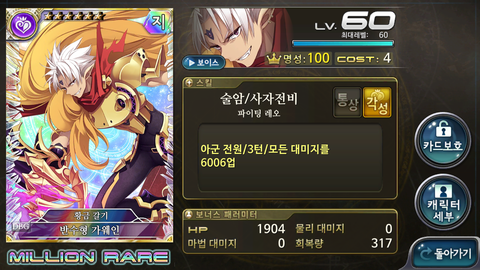 지
LV. 60
최대레벨: 60
보이스
명성:100
COST: 4
스킬
술암/사자전비
파이팅 레오
통상
각성
아군 전원/3턴/모든 대미지를
6006업
카드보호
캐릭터
세부
황금 갈기
반수형 가웨인
MILLION RARE
보너스 패러미터
HP 1904 물리 대미지 0
마법 대미지 0 회복량 317
돌아가기